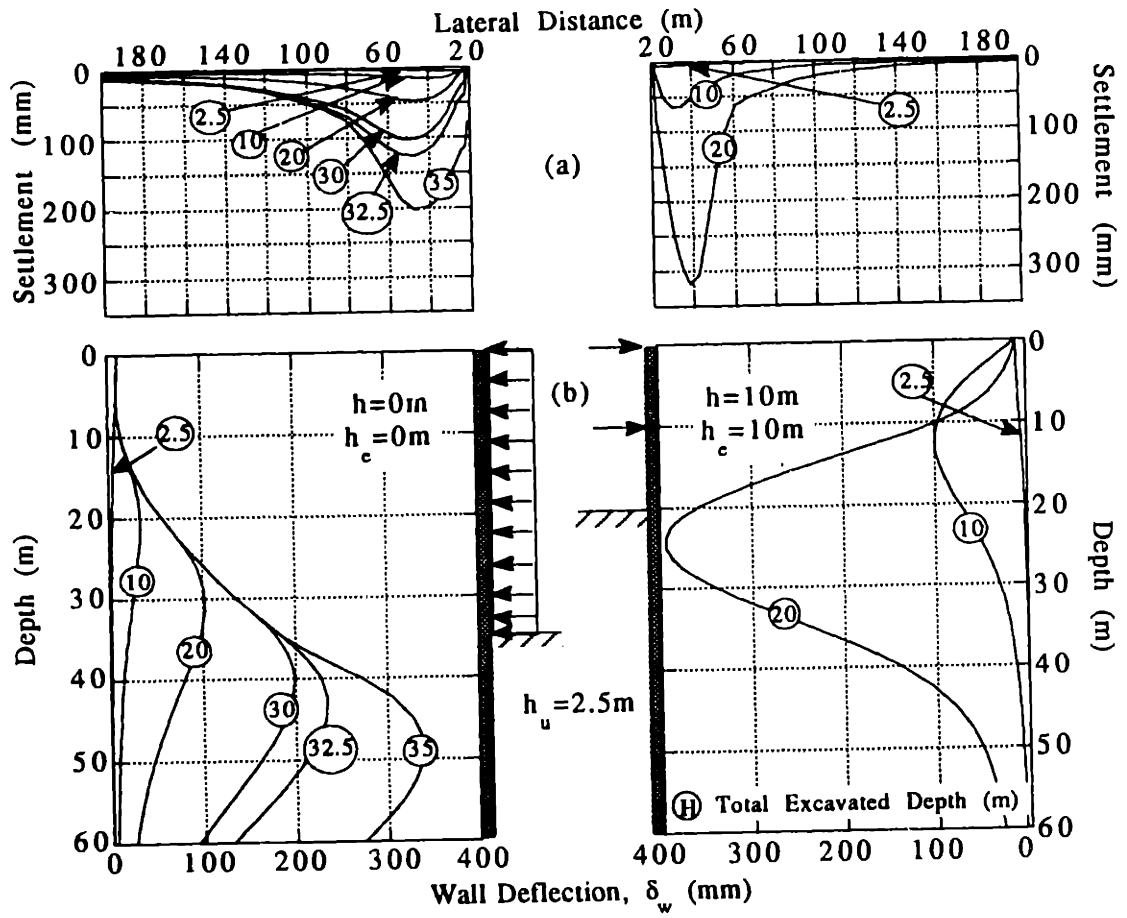 Lateral Distance (m)
180 140 100 60 20
20 60 100 140 180
0
100
200
300
Setulement (mm)
2.5
10
20
30
32.5
35
(a)
10
20
2.5
0
100
200
300
Settlement (mm)
0
10
20
30
40
50
60
Depth (m)
2.5
10
20
30
32.5
35
h=0m
h_e=0m
(b)
h_u=2.5m
h=10m
h_e=10m
2.5
10
20
H Total Excavated Depth (m)
0
10
20
30
40
50
60
Depth (m)
0 100 200 300 400
400 300 200 100 0
Wall Deflection, δ_w (mm)